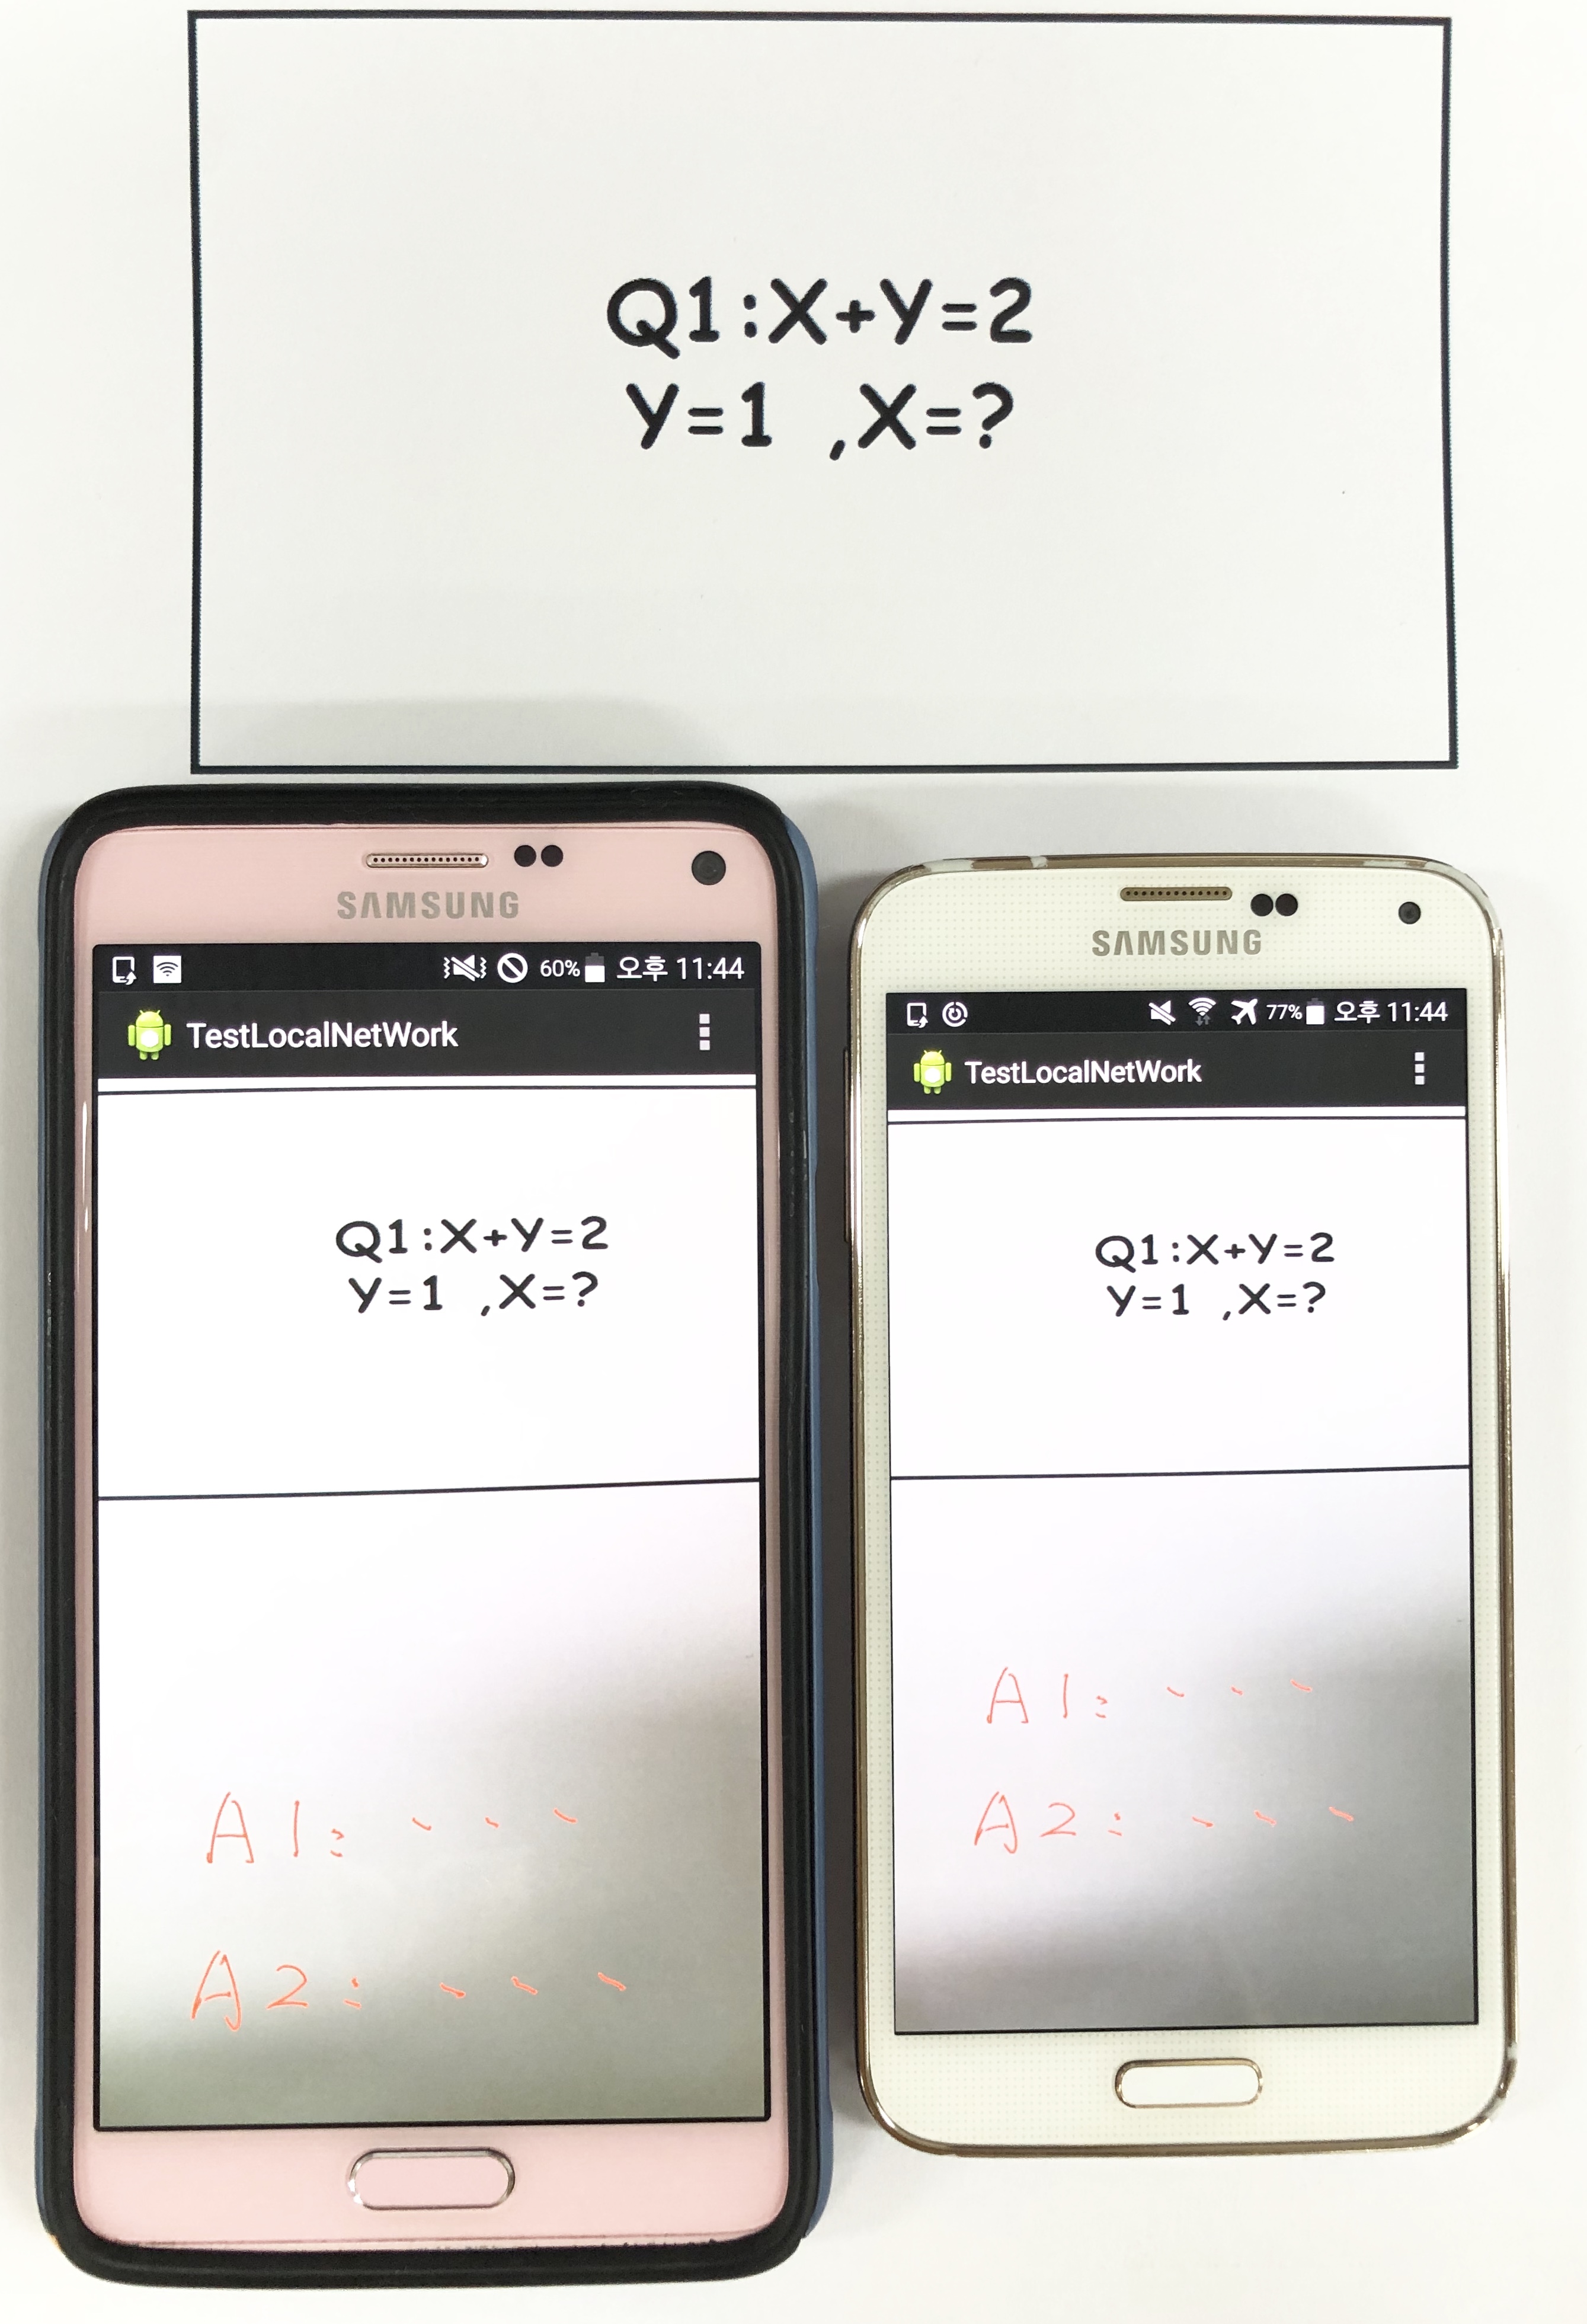 Q1:X+Y=2
Y=1 ,X=?
SAMSUNG
60% 오후 11:44
TestLocalNetWork
Q1:X+Y=2
Y=1 ,X=?
A1: - - -
A2: - - -
SAMSUNG
77% 오후 11:44
TestLocalNetWork
Q1:X+Y=2
Y=1 ,X=?
A1: - - -
A2: - - -